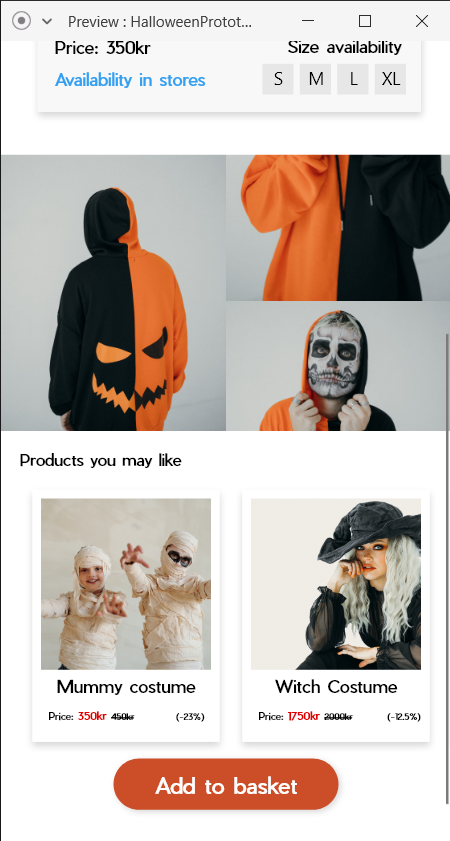 Preview : HalloweenProtot...
Price: 350kr
Size availability
Availability in stores
S M L XL
Products you may like
Mummy costume
Price: 350kr 450kr (-23%)
Witch Costume
Price: 1750kr 2000kr (-12.5%)
Add to basket